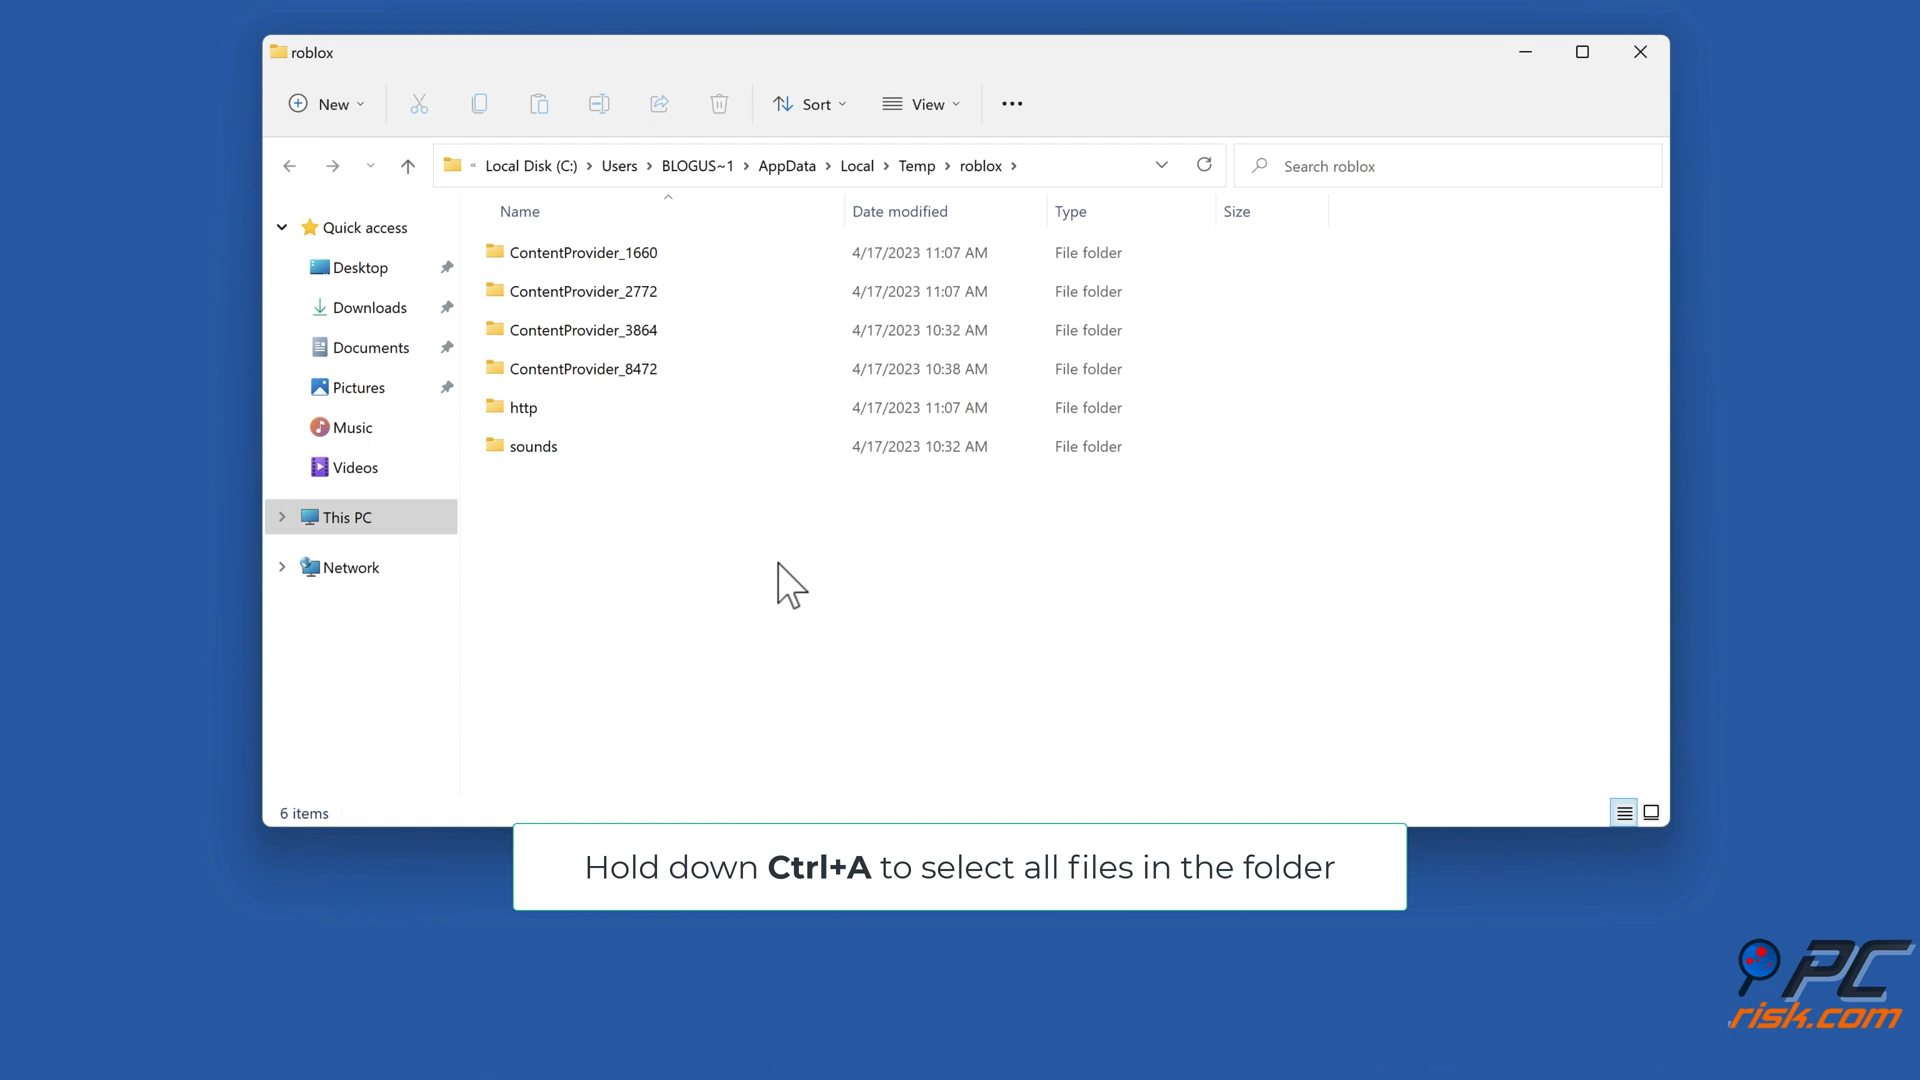 roblox
New Sort View
« Local Disk (C:) > Users > BLOGUS~1 > AppData > Local > Temp > roblox > Search roblox
Name Date modified Type Size
Quick access
Desktop
Downloads
Documents
Pictures
Music
Videos
This PC
Network
ContentProvider_1660 4/17/2023 11:07 AM File folder
ContentProvider_2772 4/17/2023 11:07 AM File folder
ContentProvider_3864 4/17/2023 10:32 AM File folder
ContentProvider_8472 4/17/2023 10:38 AM File folder
http 4/17/2023 11:07 AM File folder
sounds 4/17/2023 10:32 AM File folder
6 items
Hold down Ctrl+A to select all files in the folder
PC
risk.com